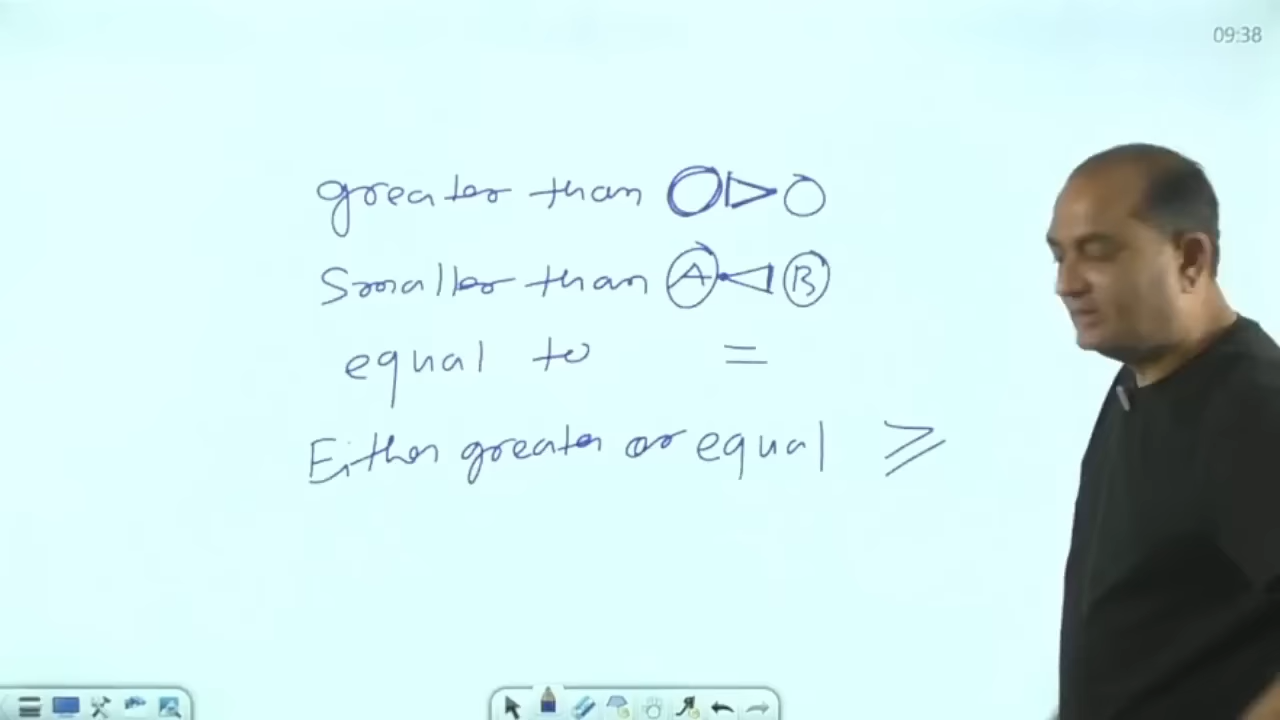 09:38
greater than >
Smaller than A < B
equal to =
Either greater or equal ≥